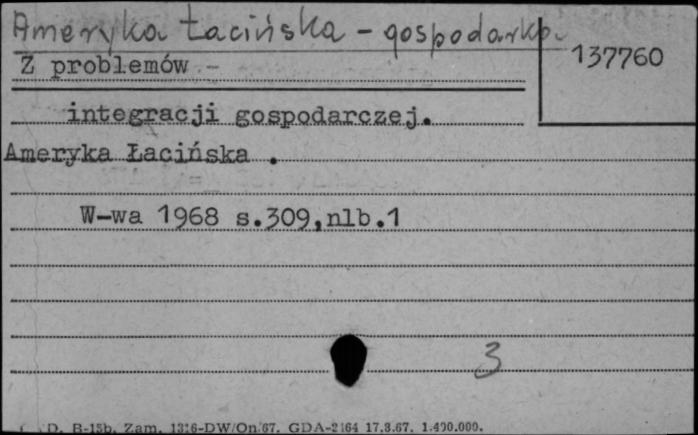 Ameryka Łacińska - gospodarka
137760
Z problemów -
integracji gospodarczej.
Ameryka Łacińska .
W-wa 1968 s.309,nlb.1
3
D. B-15b. Zam. 1316-DW/On/67. GDA-2164 17.3.67. 1.400.000.